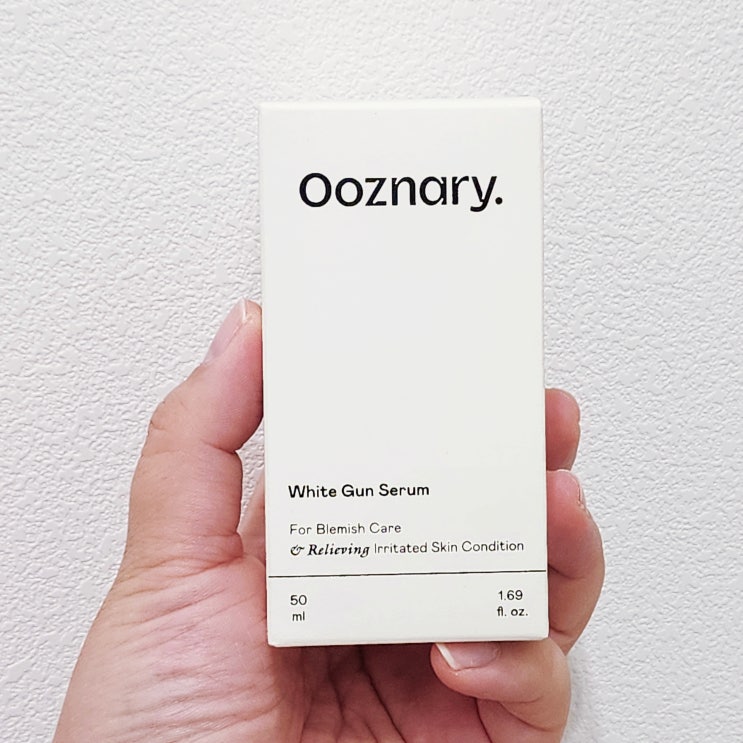 Ooznary.
White Gun Serum
For Blemish Care
& Relieving Irritated Skin Condition
50 1.69
ml fl. oz.